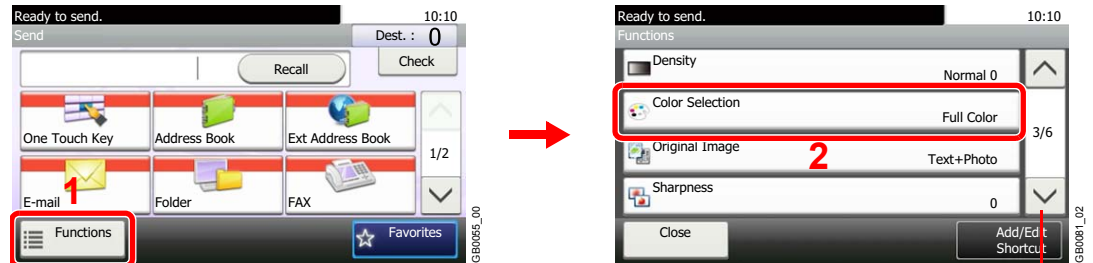 Ready to send. 10:10
Send Dest. : 0
Recall Check
One Touch Key Address Book Ext Address Book
1/2
E-mail Folder FAX
1
Functions Favorites
GB0055_00
Ready to send. 10:10
Functions
Density Normal 0
Color Selection Full Color
3/6
Original Image Text+Photo
2
Sharpness 0
Close Add/Edit
Shortcut
GB0081_02